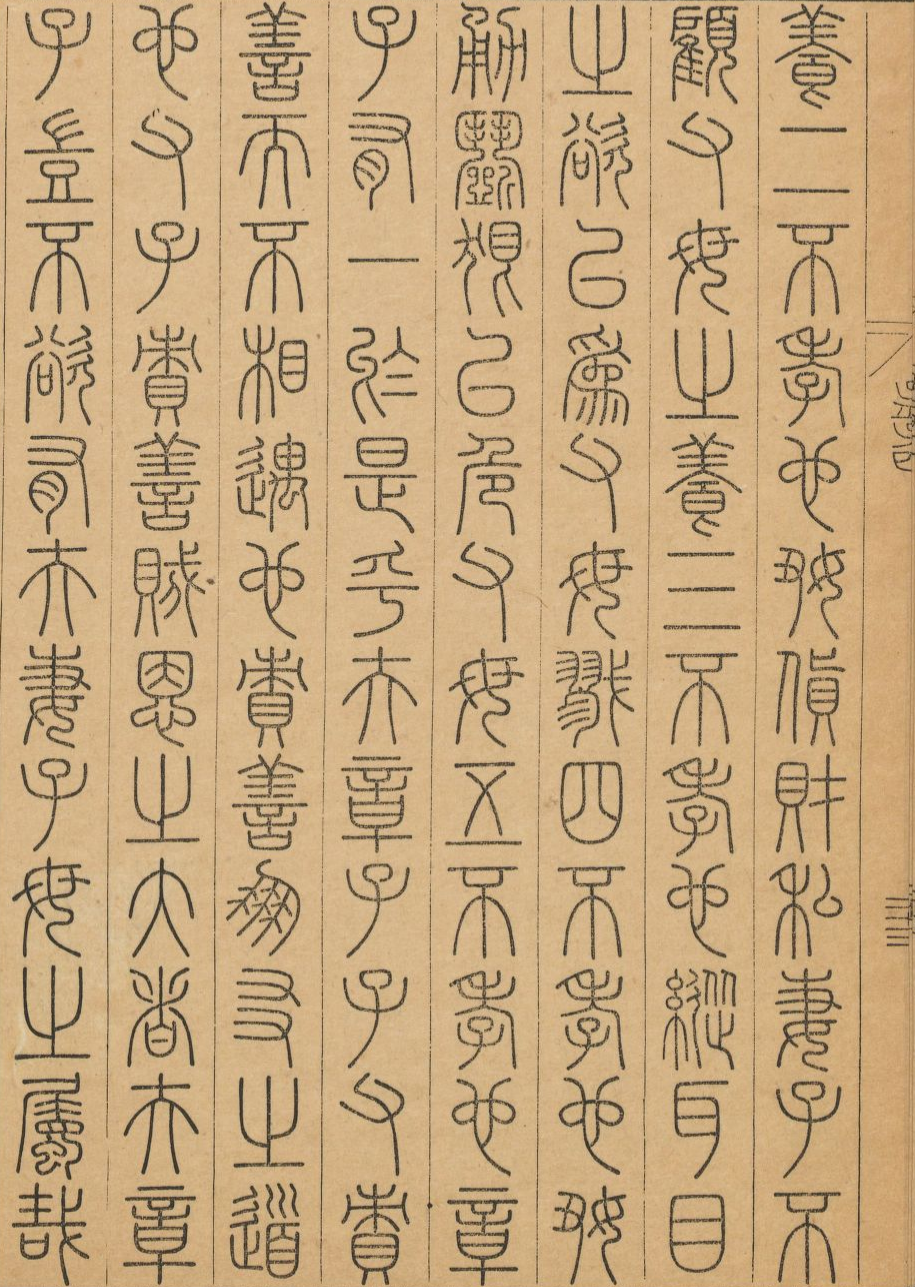 養二不孝也好貨財私妻子不
顧父母之養三不孝也縱耳目
之欲以爲父母戮四不孝也好
勇鬭很以危父母五不孝也章
子有一於是乎夫章子子父責
善而不相遇也責善朋友之道
也父子責善賊恩之大者夫章
子豈不欲有夫妻子母之屬哉